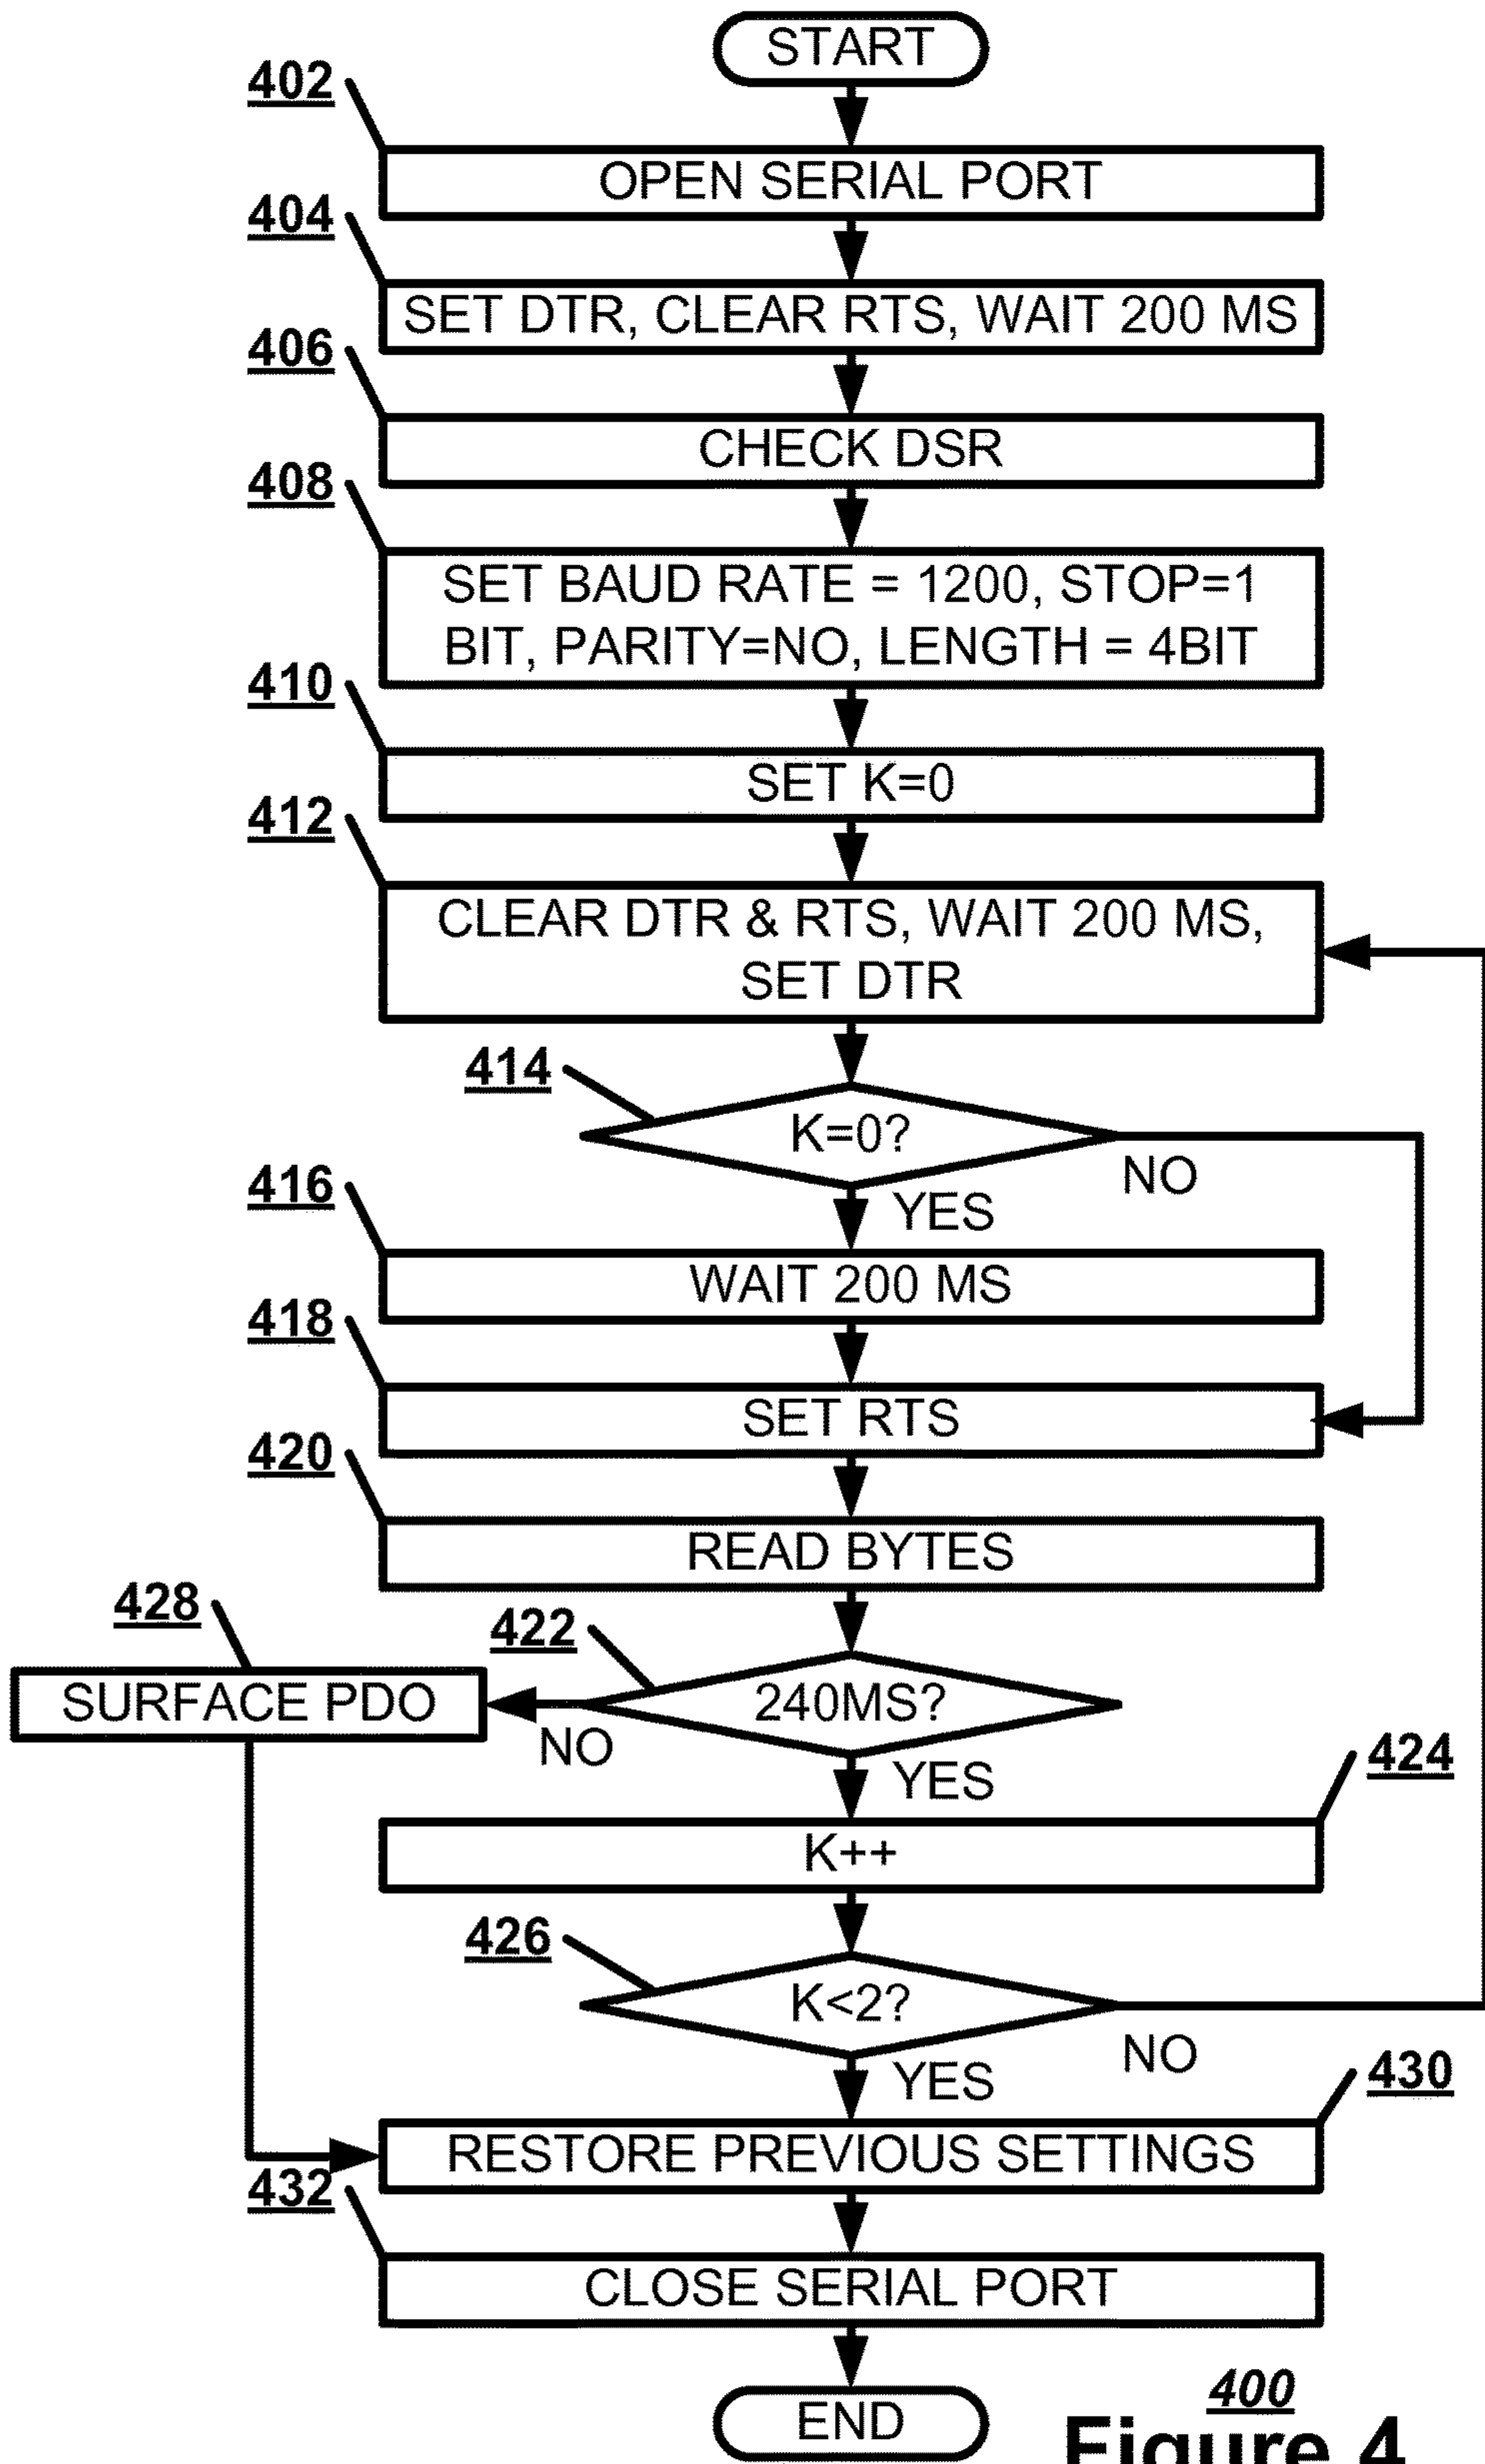 START
402
OPEN SERIAL PORT
404
SET DTR, CLEAR RTS, WAIT 200 MS
406
CHECK DSR
408
SET BAUD RATE = 1200, STOP=1
BIT, PARITY=NO, LENGTH = 4BIT
410
SET K=0
412
CLEAR DTR & RTS, WAIT 200 MS,
SET DTR
414
K=0?
NO
YES
416
WAIT 200 MS
418
SET RTS
420
READ BYTES
428
422
SURFACE PDO
240MS?
NO
YES
424
K++
426
K<2?
NO
YES
430
RESTORE PREVIOUS SETTINGS
432
CLOSE SERIAL PORT
END
400
Figure 4